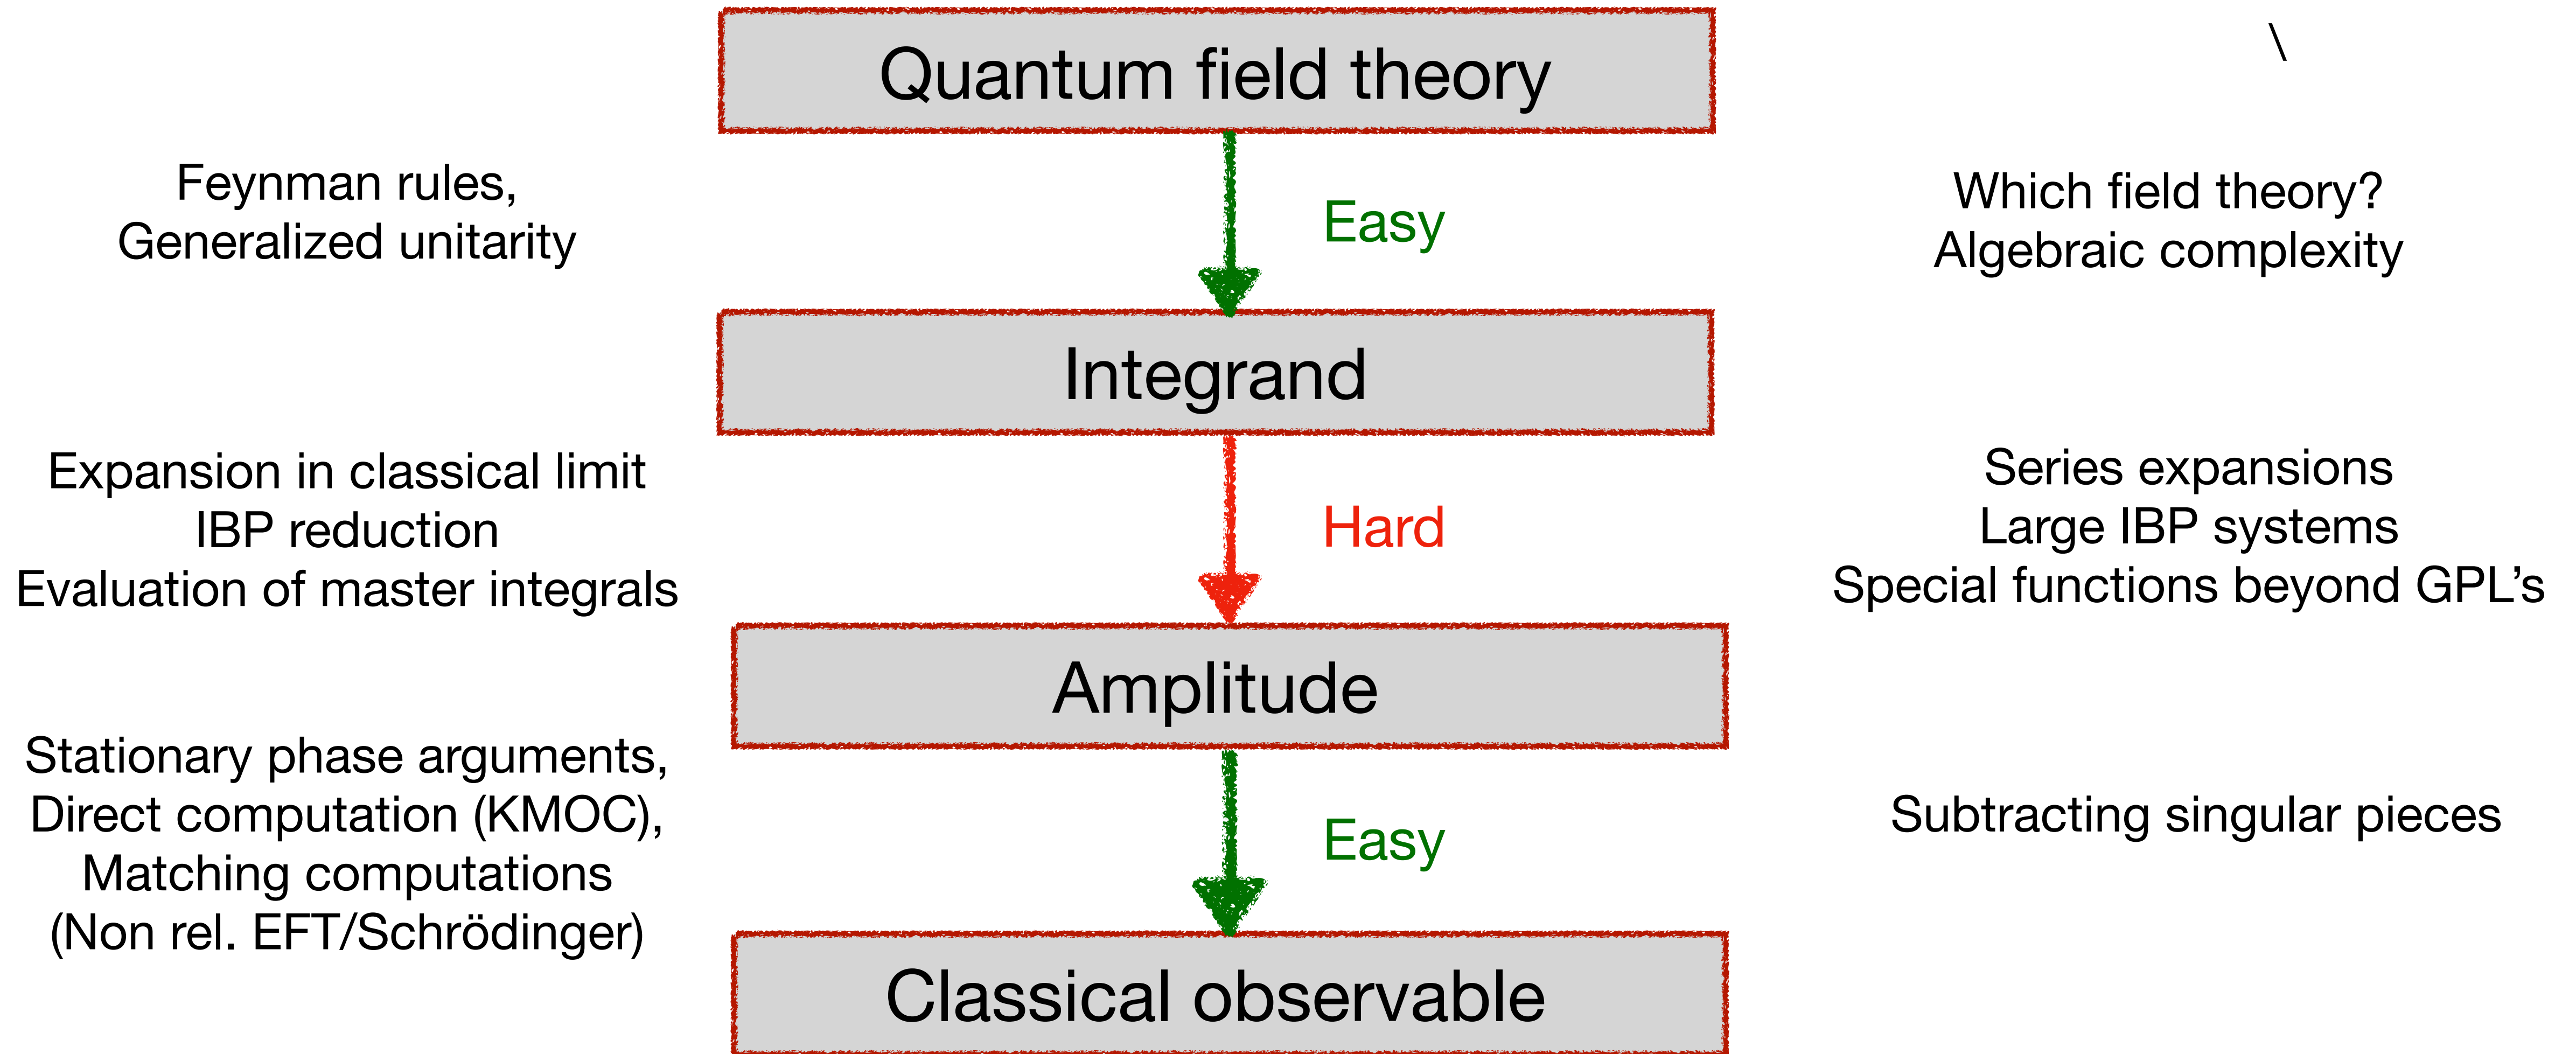 \
Quantum field theory
Feynman rules,
Generalized unitarity
Easy
Which field theory?
Algebraic complexity
Integrand
Expansion in classical limit
IBP reduction
Evaluation of master integrals
Hard
Series expansions
Large IBP systems
Special functions beyond GPL’s
Amplitude
Stationary phase arguments,
Direct computation (KMOC),
Matching computations
(Non rel. EFT/Schrödinger)
Easy
Subtracting singular pieces
Classical observable